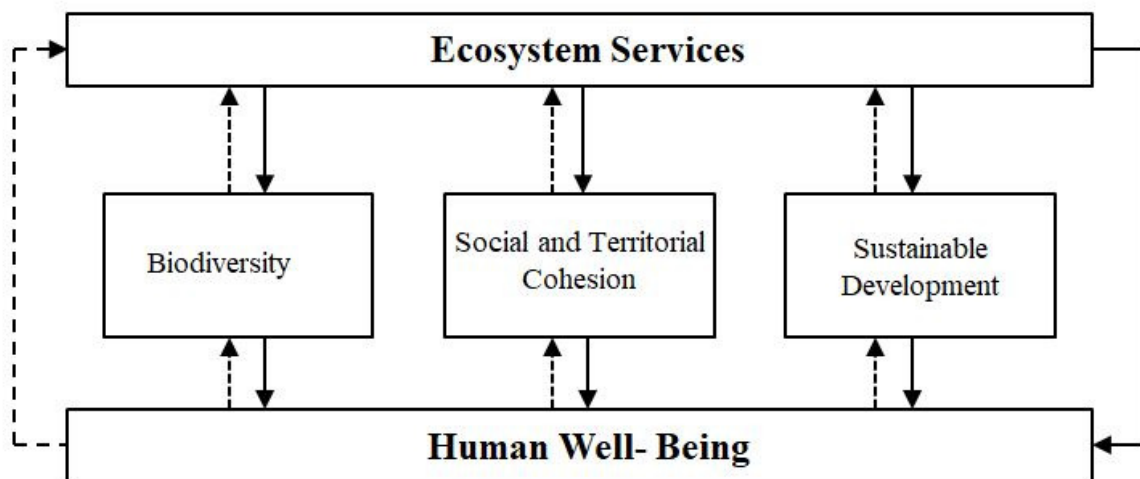 Ecosystem Services
Biodiversity
Social and Territorial
Cohesion
Sustainable
Development
Human Well- Being